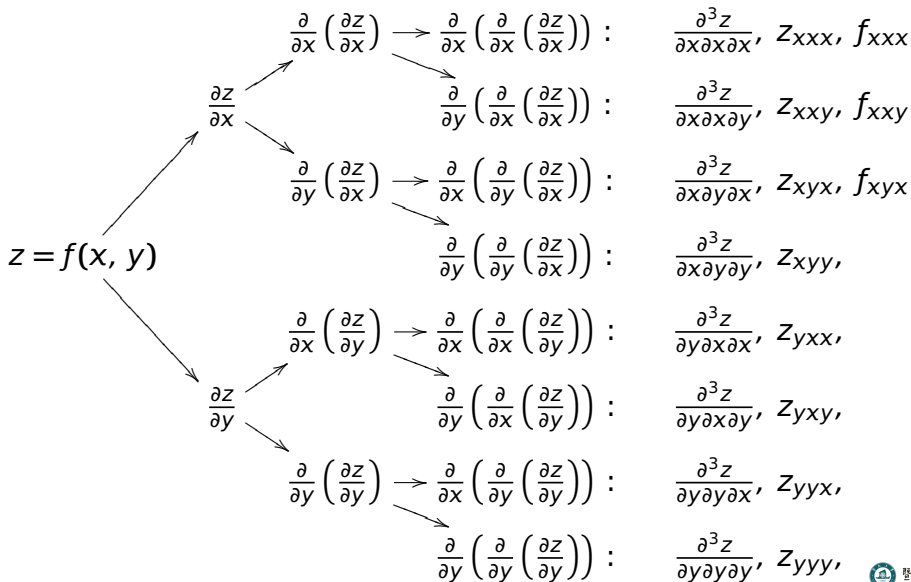 ∂/∂x (∂z/∂x) → ∂/∂x (∂/∂x (∂z/∂x)) : ∂³z/∂x∂x∂x, z_xxx, f_xxx
∂z/∂x ∂/∂y (∂/∂x (∂z/∂x)) : ∂³z/∂x∂x∂y, z_xxy, f_xxy
∂/∂y (∂z/∂x) → ∂/∂x (∂/∂y (∂z/∂x)) : ∂³z/∂x∂y∂x, z_xyx, f_xyx
z = f(x, y) ∂/∂y (∂/∂y (∂z/∂x)) : ∂³z/∂x∂y∂y, z_xyy,
∂/∂x (∂z/∂y) → ∂/∂x (∂/∂x (∂z/∂y)) : ∂³z/∂y∂x∂x, z_yxx,
∂z/∂y ∂/∂y (∂/∂x (∂z/∂y)) : ∂³z/∂y∂x∂y, z_yxy,
∂/∂y (∂z/∂y) → ∂/∂x (∂/∂y (∂z/∂y)) : ∂³z/∂y∂y∂x, z_yyx,
∂/∂y (∂/∂y (∂z/∂y)) : ∂³z/∂y∂y∂y, z_yyy,